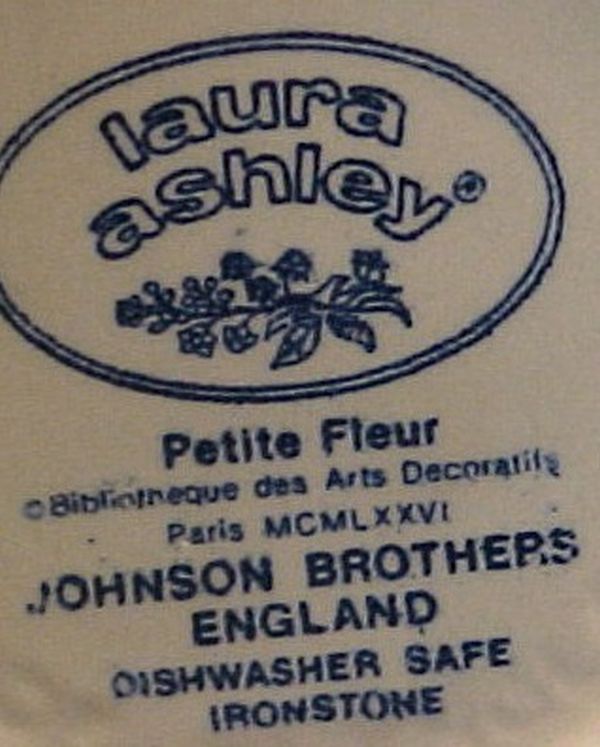 laura
ashley®
Petite Fleur
©Bibliotheque des Arts Decoratifs
Paris MCMLXXVI
JOHNSON BROTHERS
ENGLAND
DISHWASHER SAFE
IRONSTONE